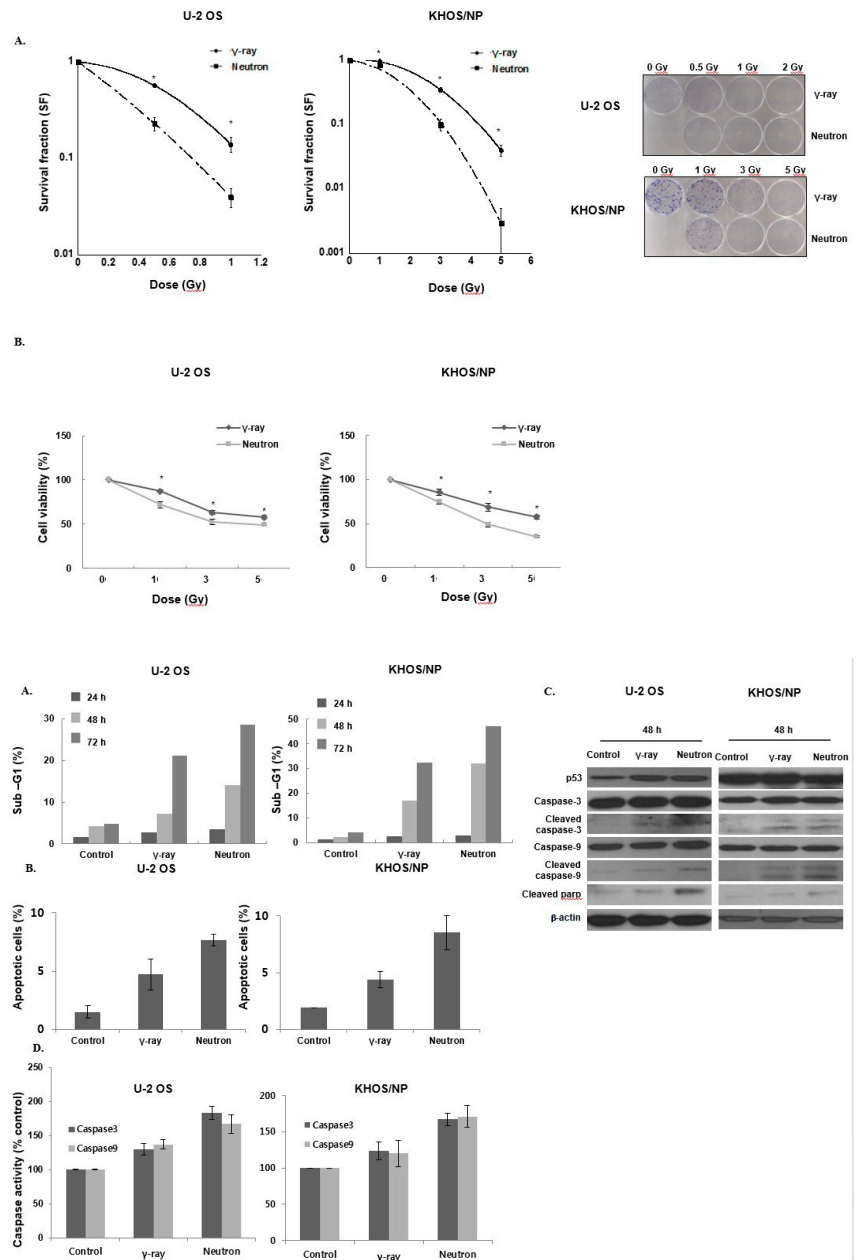 U-2 OS
KHOS/NP
A.
γ-ray
Neutron
1
0.1
0.01
Survival fraction (SF)
0 0.2 0.4 0.6 0.8 1 1.2
Dose (Gy)
*
*
γ-ray
Neutron
1
0.1
0.01
0.001
Survival fraction (SF)
0 1 2 3 4 5 6
Dose (Gy)
*
*
*
0 Gy 0.5 Gy 1 Gy 2 Gy
U-2 OS
γ-ray
Neutron
0 Gy 1 Gy 3 Gy 5 Gy
KHOS/NP
γ-ray
Neutron
B.
U-2 OS
KHOS/NP
γ-ray
Neutron
150
100
50
0
Cell viability (%)
*
*
*
0 1 3 5
Dose (Gy)
γ-ray
Neutron
150
100
50
0
Cell viability (%)
*
*
*
0 1 3 5
Dose (Gy)
A.
U-2 OS
24 h
48 h
72 h
30
20
10
0
Sub –G1 (%)
Control γ-ray Neutron
KHOS/NP
24 h
48 h
72 h
50
40
30
20
10
0
Sub –G1 (%)
Control γ-ray Neutron
B.
U-2 OS
10
5
0
Apoptotic cells (%)
Control γ-ray Neutron
KHOS/NP
10
5
0
Apoptotic cells (%)
Control γ-ray Neutron
C.
U-2 OS
KHOS/NP
48 h
48 h
Control γ-ray Neutron
Control γ-ray Neutron
p53
Caspase-3
Cleaved
caspase-3
Caspase-9
Cleaved
caspase-9
Cleaved parp
β-actin
D.
U-2 OS
Caspase3
Caspase9
250
200
150
100
50
0
Caspase activity (% control)
Control γ-ray Neutron
KHOS/NP
Caspase3
Caspase9
200
150
100
50
0
Control γ-ray Neutron